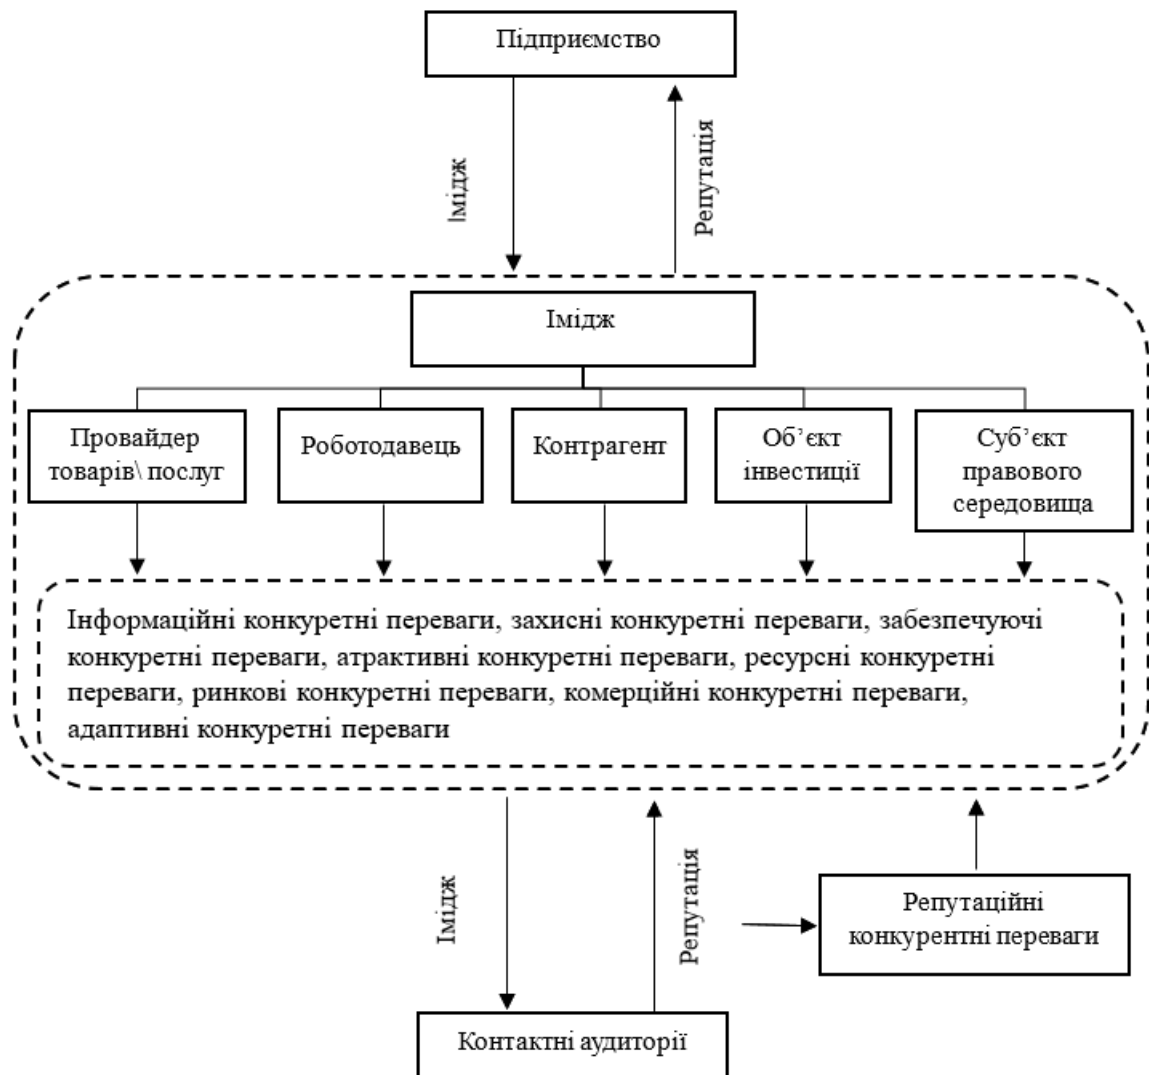 Підприємство
Імідж
Репутація
Імідж
Провайдер
товарів\ послуг
Роботодавець
Контрагент
Об’єкт
інвестиції
Суб’єкт
правового
середовища
Інформаційні конкуретні переваги, захисні конкуретні переваги, забезпечуючі
конкуретні переваги, атрактивні конкуретні переваги, ресурсні конкуретні
переваги, ринкові конкуретні переваги, комерційні конкуретні переваги,
адаптивні конкуретні переваги
Імідж
Репутація
Репутаційні
конкурентні переваги
Контактні аудиторії